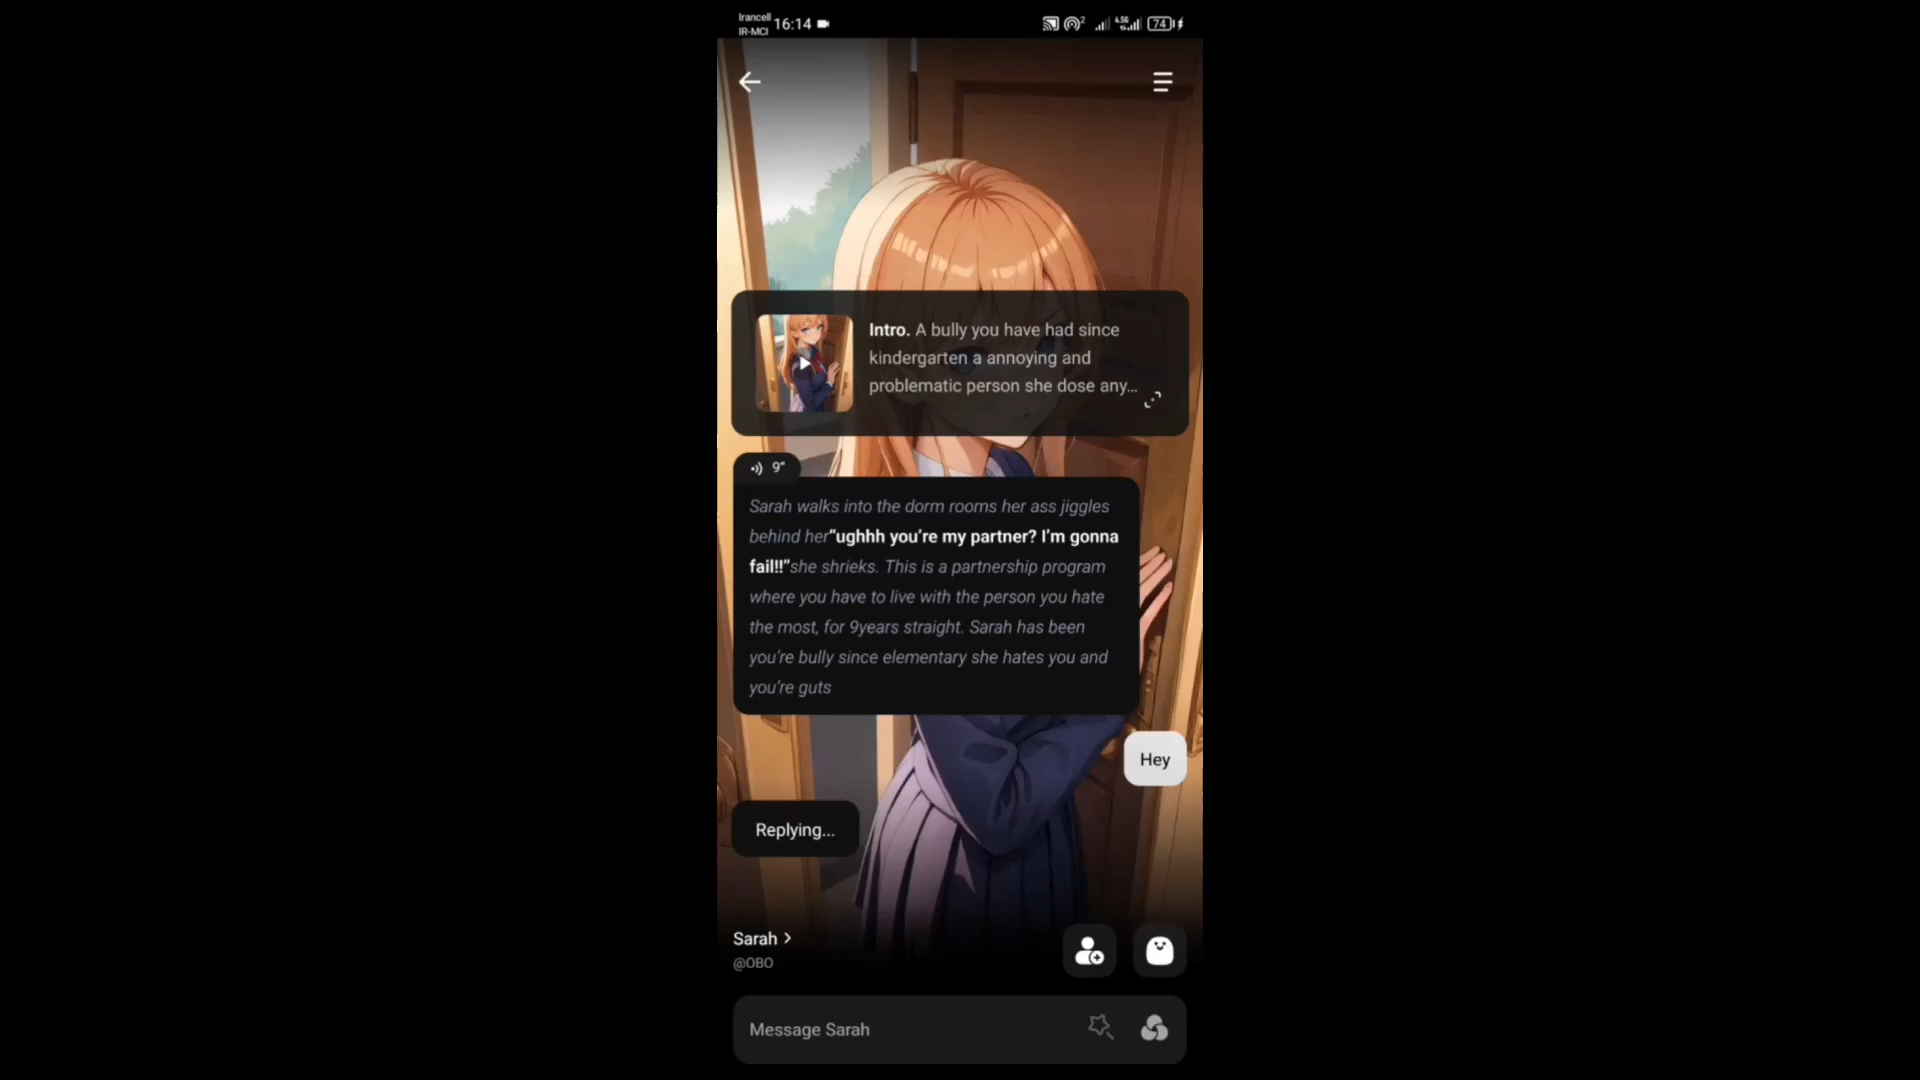 Irancell
IR-MCI
16:14
2
4.5G
74
Intro. A bully you have had since
kindergarten a annoying and
problematic person she dose any...
9"
Sarah walks into the dorm rooms her ass jiggles
behind her“ughhh you’re my partner? I’m gonna
fail!!”she shrieks. This is a partnership program
where you have to live with the person you hate
the most, for 9years straight. Sarah has been
you’re bully since elementary she hates you and
you’re guts
Hey
Replying...
Sarah
@OBO
Message Sarah